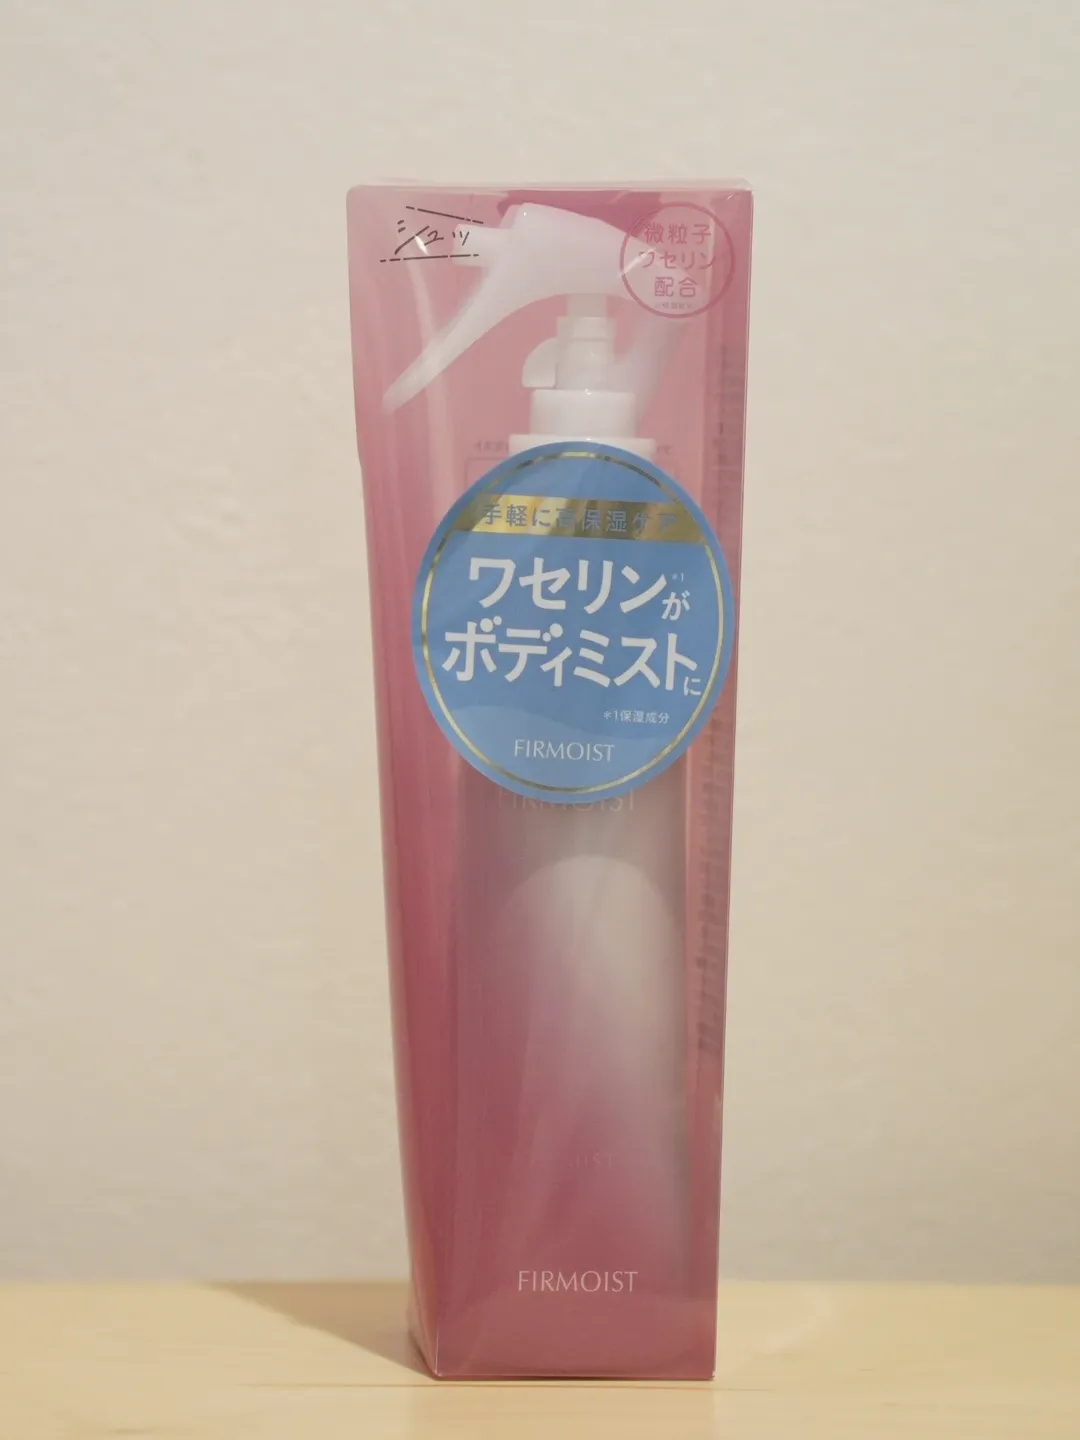 シュッ
微粒子
ワセリン
配合
手軽に高保湿ケア
ワセリン*1が
ボディミストに
*1保湿成分
FIRMOIST
FIRMOIST
FIRMOIST